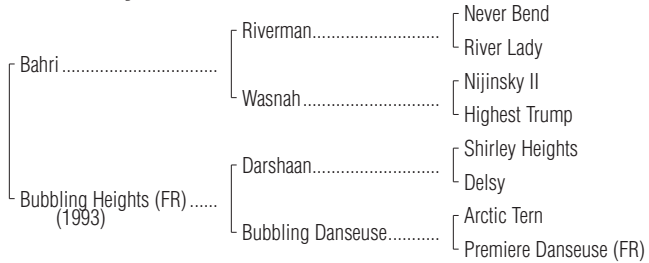 Never Bend
Riverman..............................
River Lady
Bahri ................................
Nijinsky II
Wasnah................................
Highest Trump
Shirley Heights
Darshaan..............................
Delsy
Bubbling Heights (FR) ......
(1993)
Arctic Tern
Bubbling Danseuse............
Premiere Danseuse (FR)